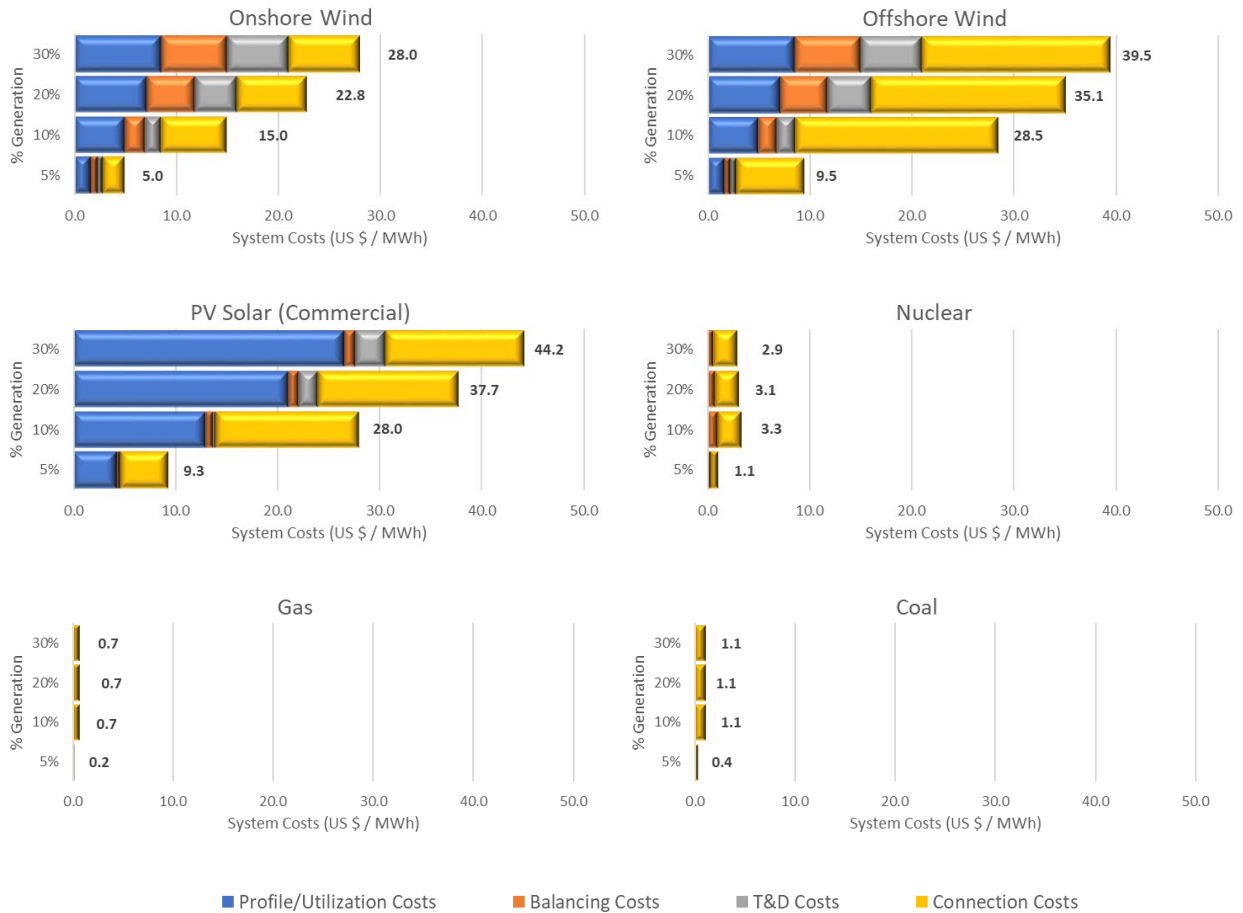 Onshore Wind
% Generation
30%
28.0
20%
22.8
10%
15.0
5%
5.0
0.0 10.0 20.0 30.0 40.0 50.0
System Costs (US $ / MWh)
Offshore Wind
% Generation
30%
39.5
20%
35.1
10%
28.5
5%
9.5
0.0 10.0 20.0 30.0 40.0 50.0
System Costs (US $ / MWh)
PV Solar (Commercial)
% Generation
30%
44.2
20%
37.7
10%
28.0
5%
9.3
0.0 10.0 20.0 30.0 40.0 50.0
System Costs (US $ / MWh)
Nuclear
% Generation
30%
2.9
20%
3.1
10%
3.3
5%
1.1
0.0 10.0 20.0 30.0 40.0 50.0
System Costs (US $ / MWh)
Gas
% Generation
30%
0.7
20%
0.7
10%
0.7
5%
0.2
0.0 10.0 20.0 30.0 40.0 50.0
System Costs (US $ / MWh)
Coal
% Generation
30%
1.1
20%
1.1
10%
1.1
5%
0.4
0.0 10.0 20.0 30.0 40.0 50.0
System Costs (US $ / MWh)
Profile/Utilization Costs Balancing Costs T&D Costs Connection Costs